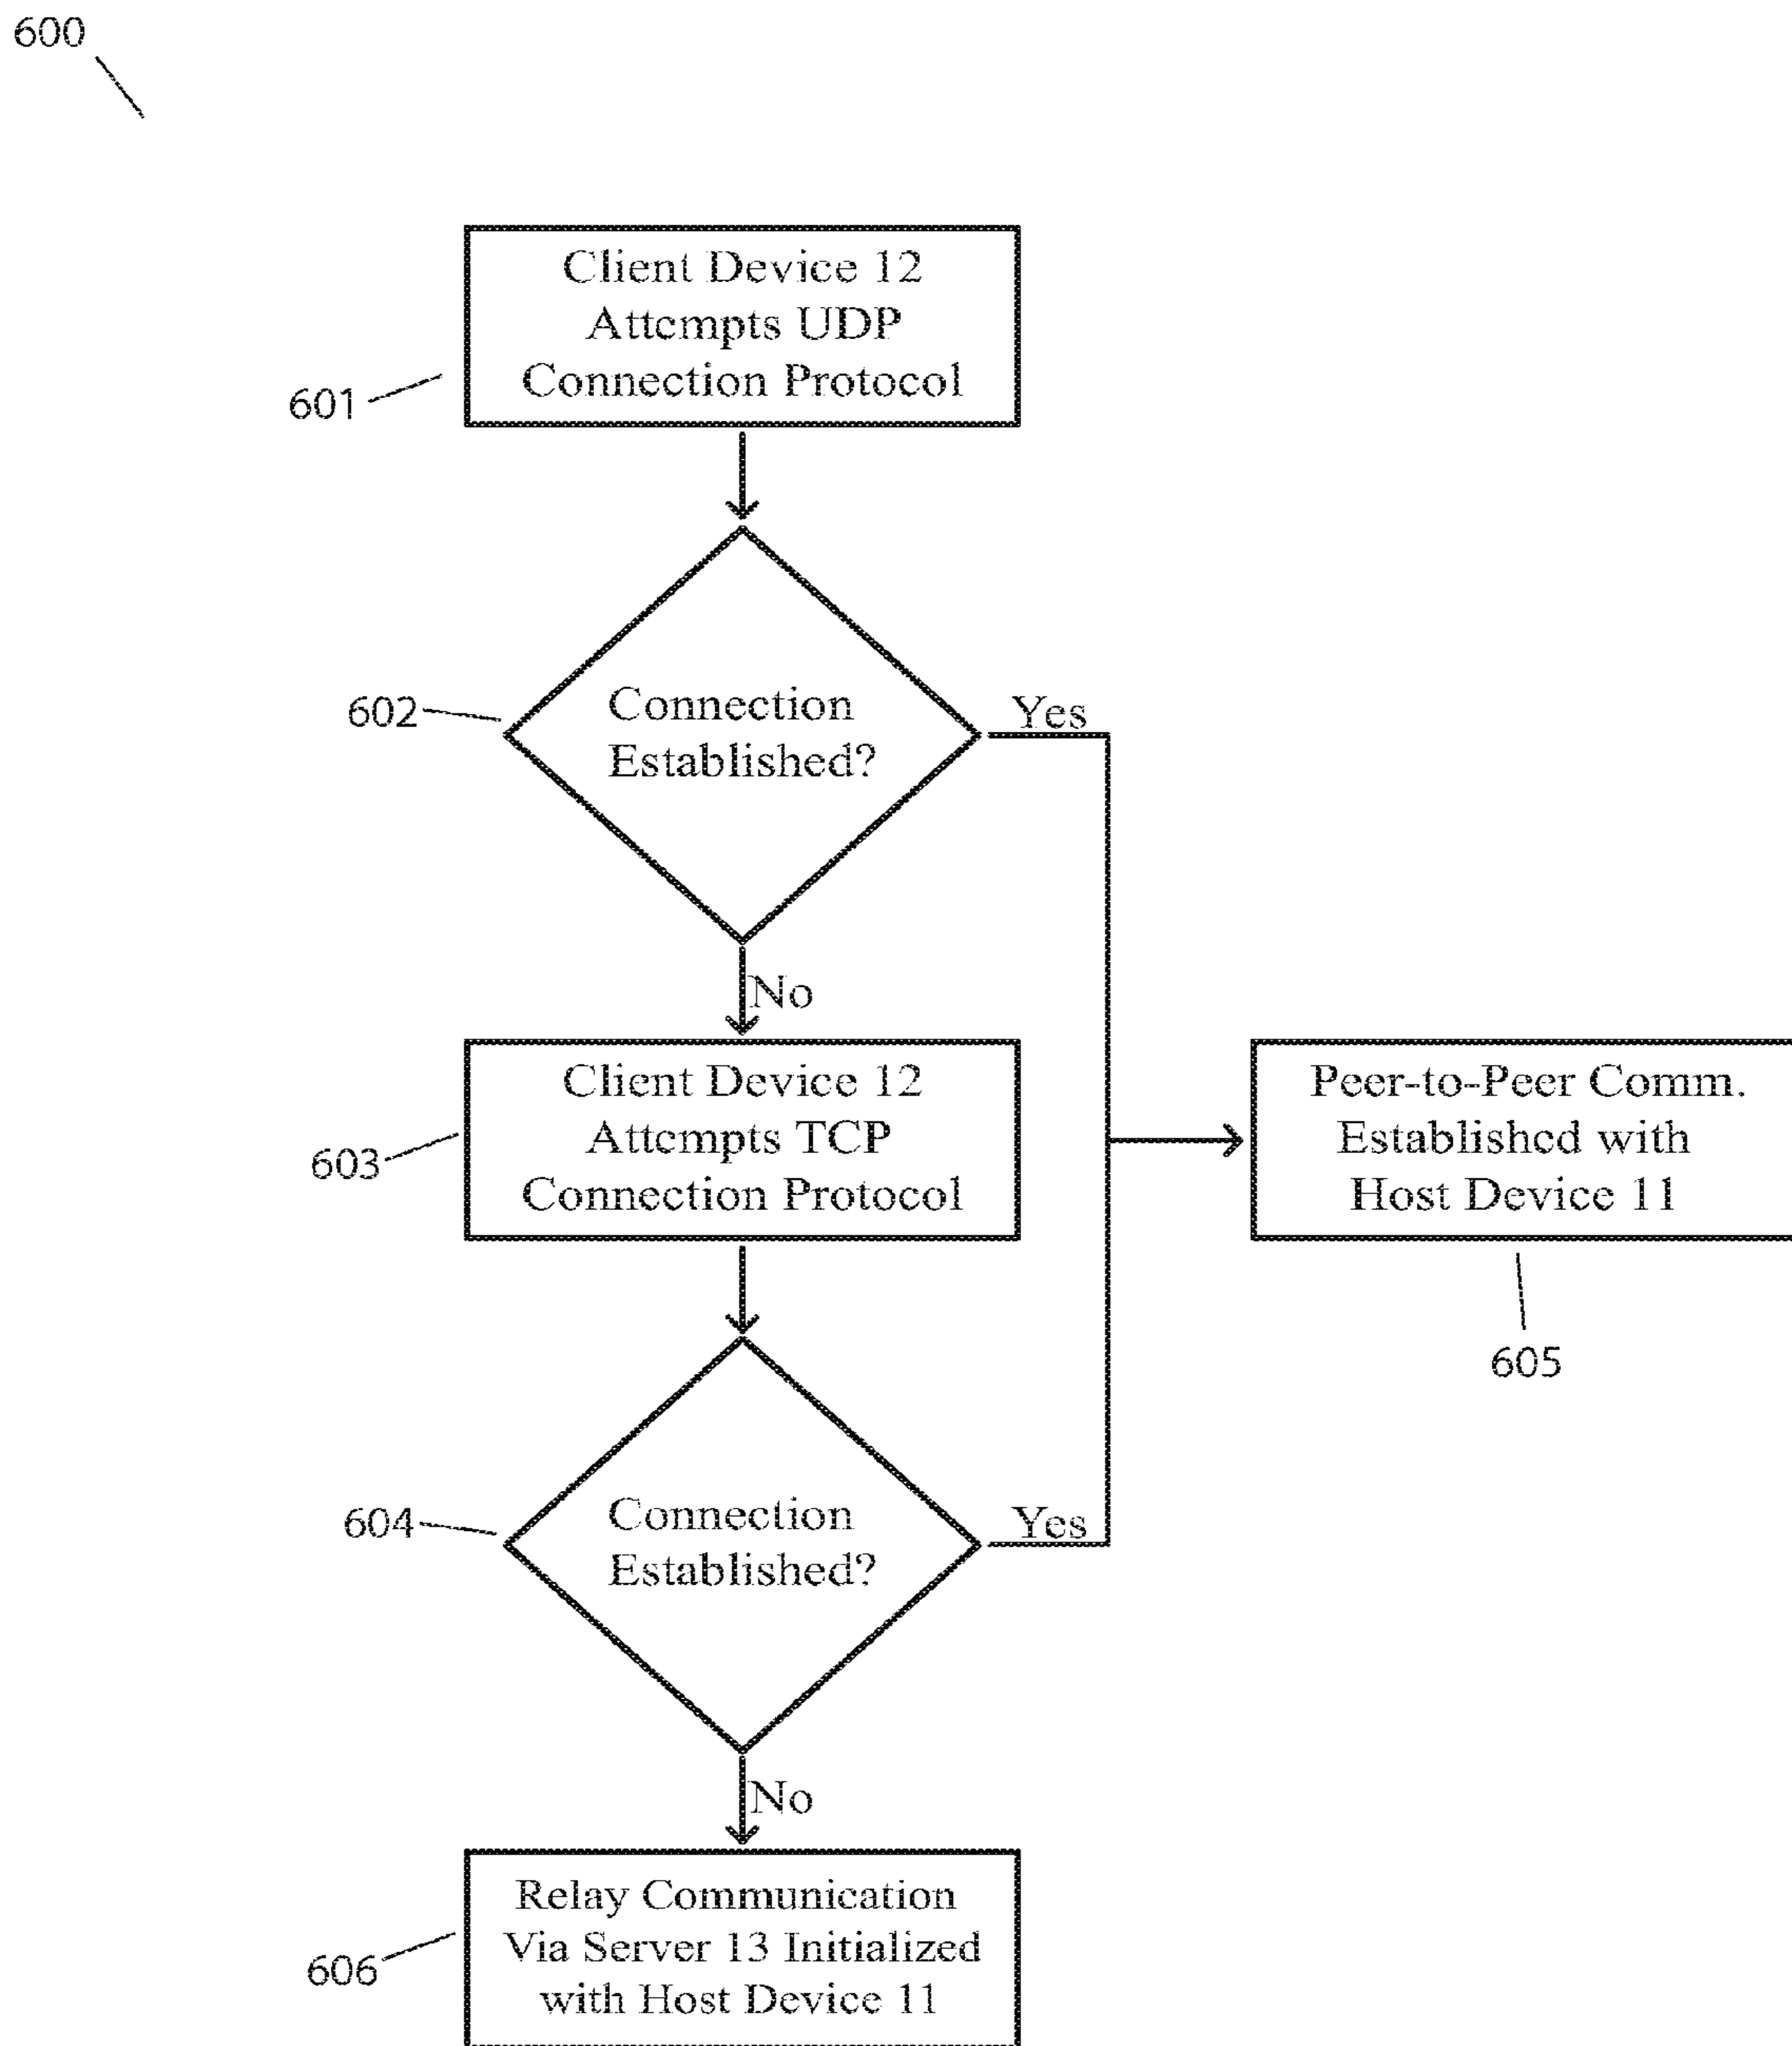 600
Client Device 12
Attempts UDP
Connection Protocol
601
602
Connection
Established?
Yes
No
Client Device 12
Attempts TCP
Connection Protocol
603
Peer-to-Peer Comm.
Established with
Host Device 11
605
604
Connection
Established?
Yes
No
Relay Communication
Via Server 13 Initialized
with Host Device 11
606